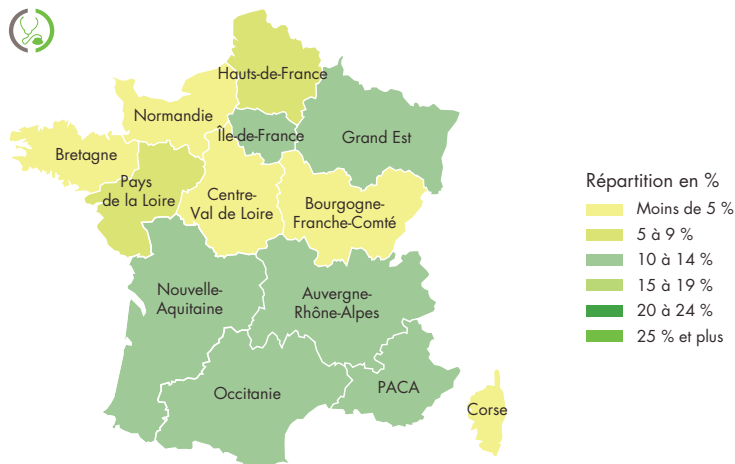 Hauts-de-France
Normandie
Île-de-France
Grand Est
Bretagne
Pays
de la Loire
Centre-
Val de Loire
Bourgogne-
Franche-Comté
Nouvelle-
Aquitaine
Auvergne-
Rhône-Alpes
Occitanie
PACA
Corse
Répartition en %
Moins de 5 %
5 à 9 %
10 à 14 %
15 à 19 %
20 à 24 %
25 % et plus